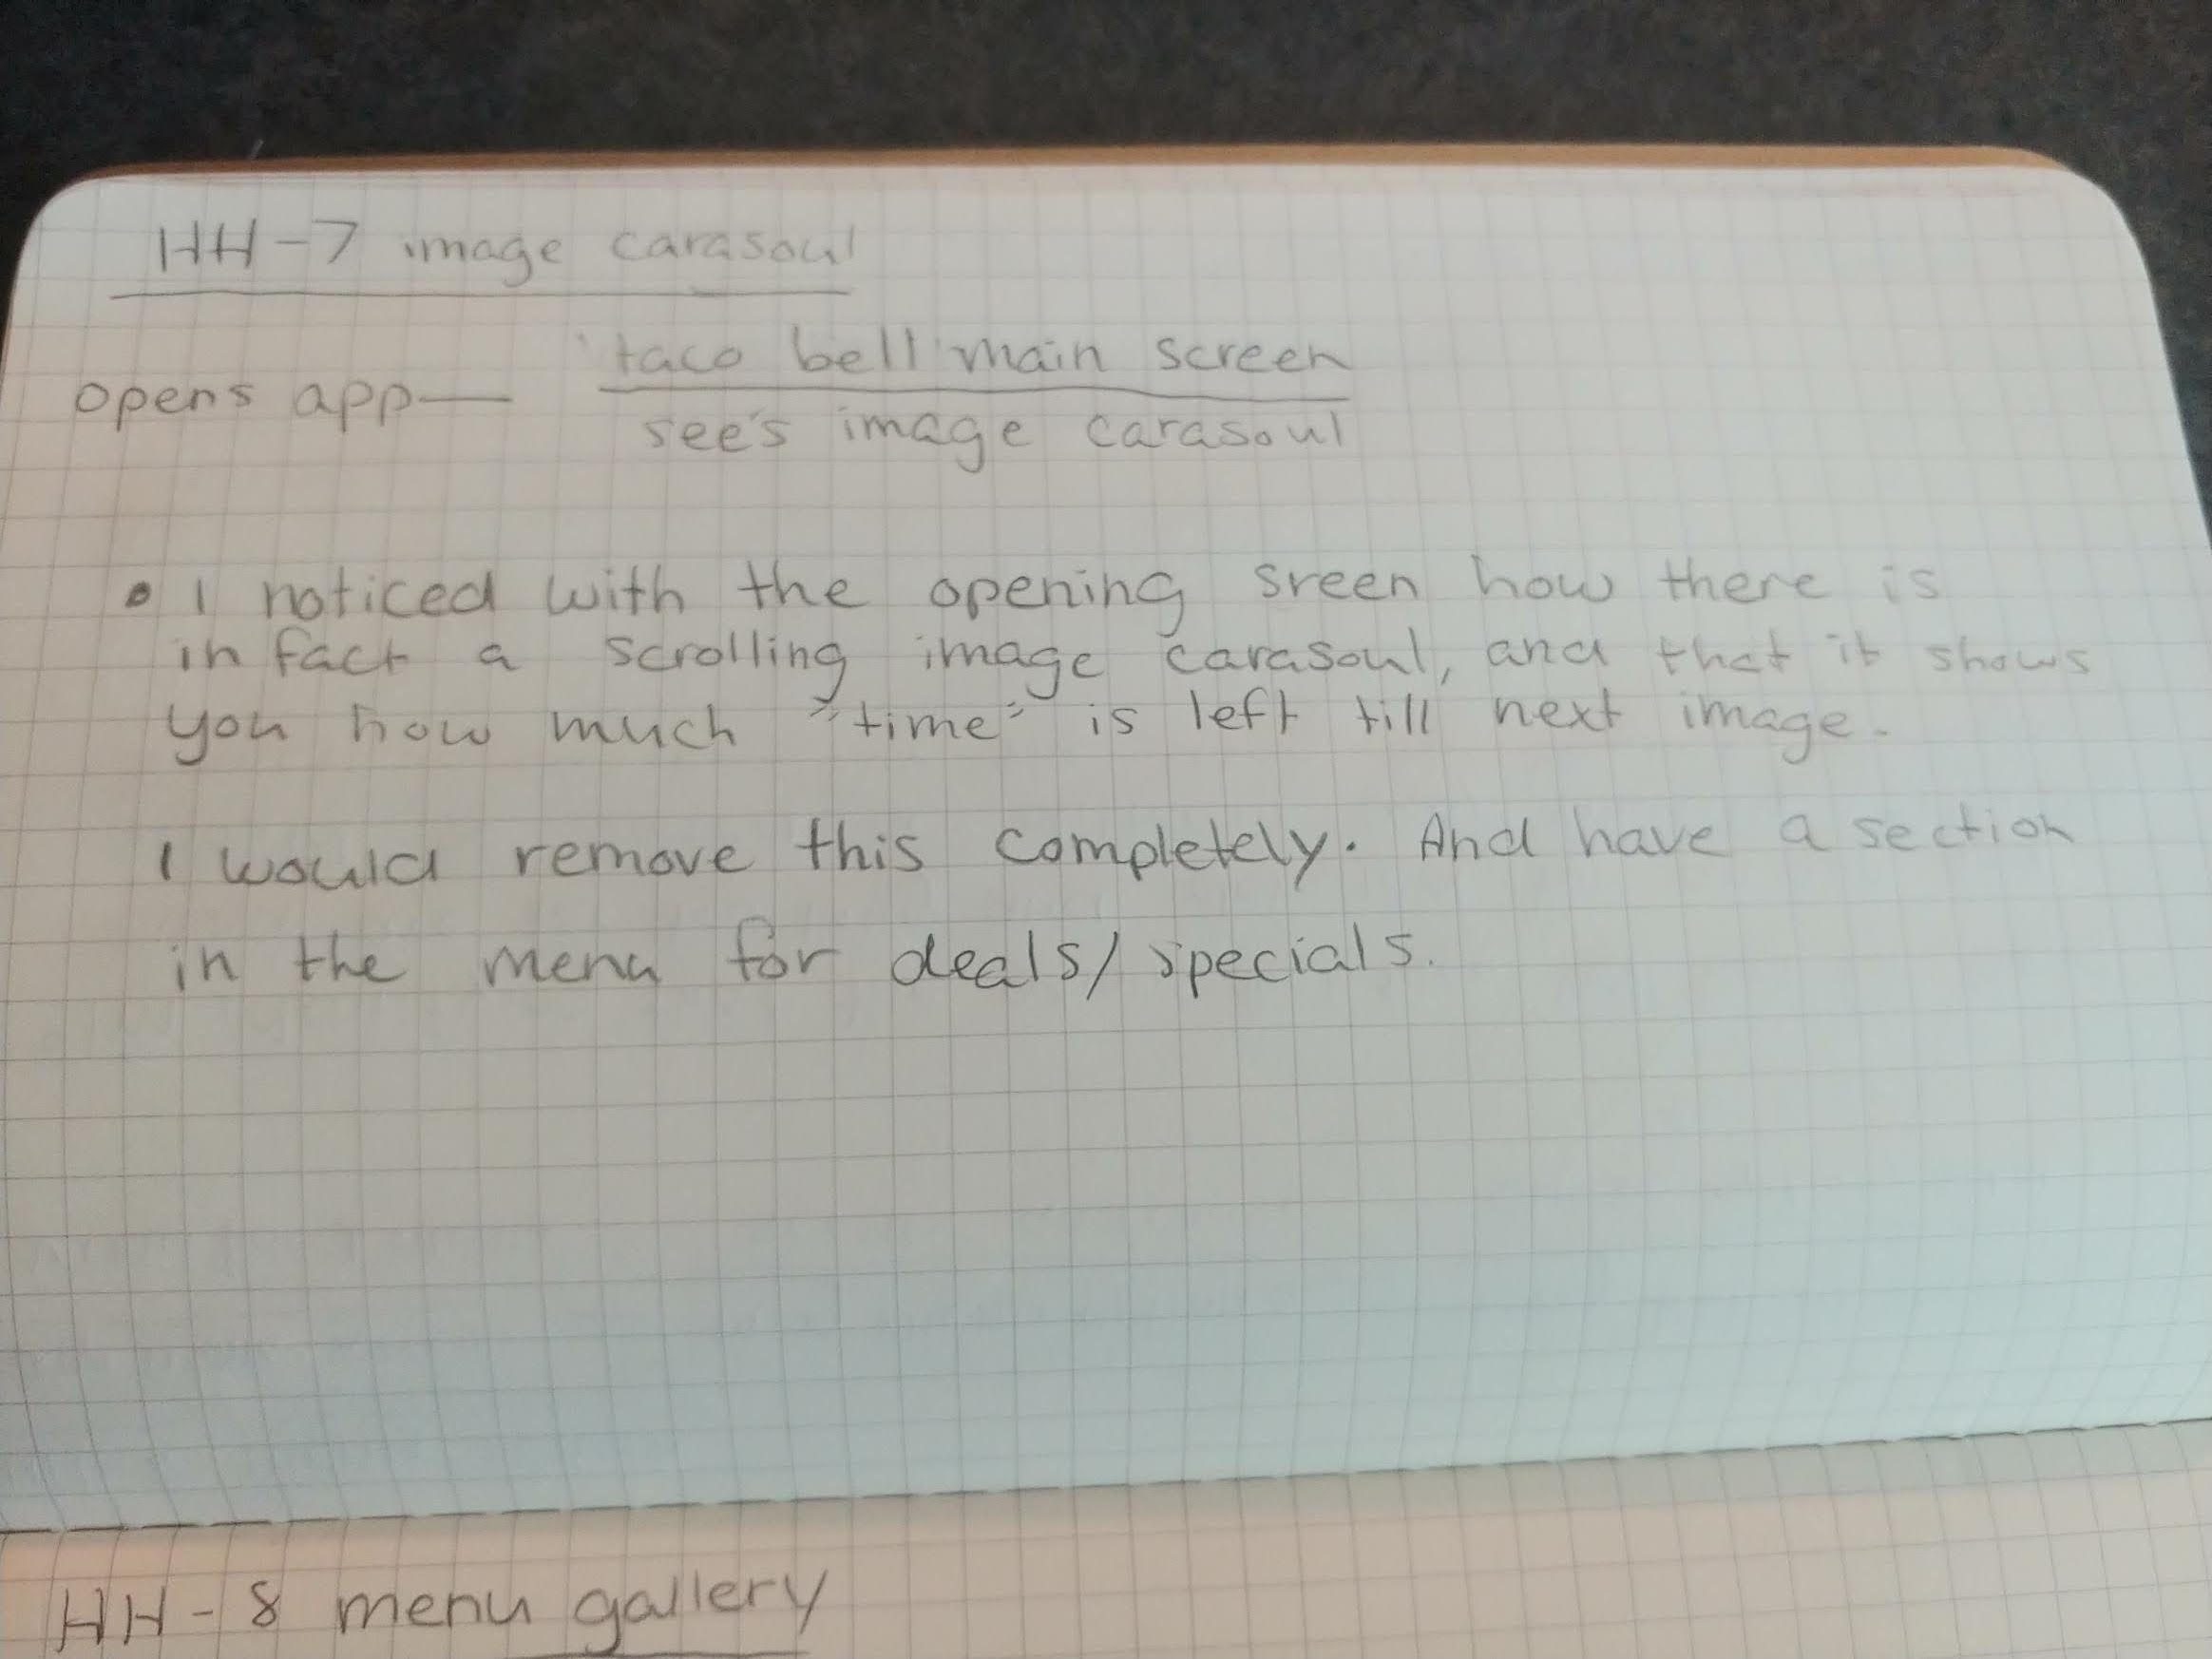 HH-7 image carasoul
taco bell main screen
opens app—
see's image carasoul
• I noticed with the opening sreen how there is
in fact a scrolling image carasoul, and that it shows
you how much "time" is left till next image.
I would remove this completely. And have a section
in the menu for deals/specials.
HH-8 menu gallery